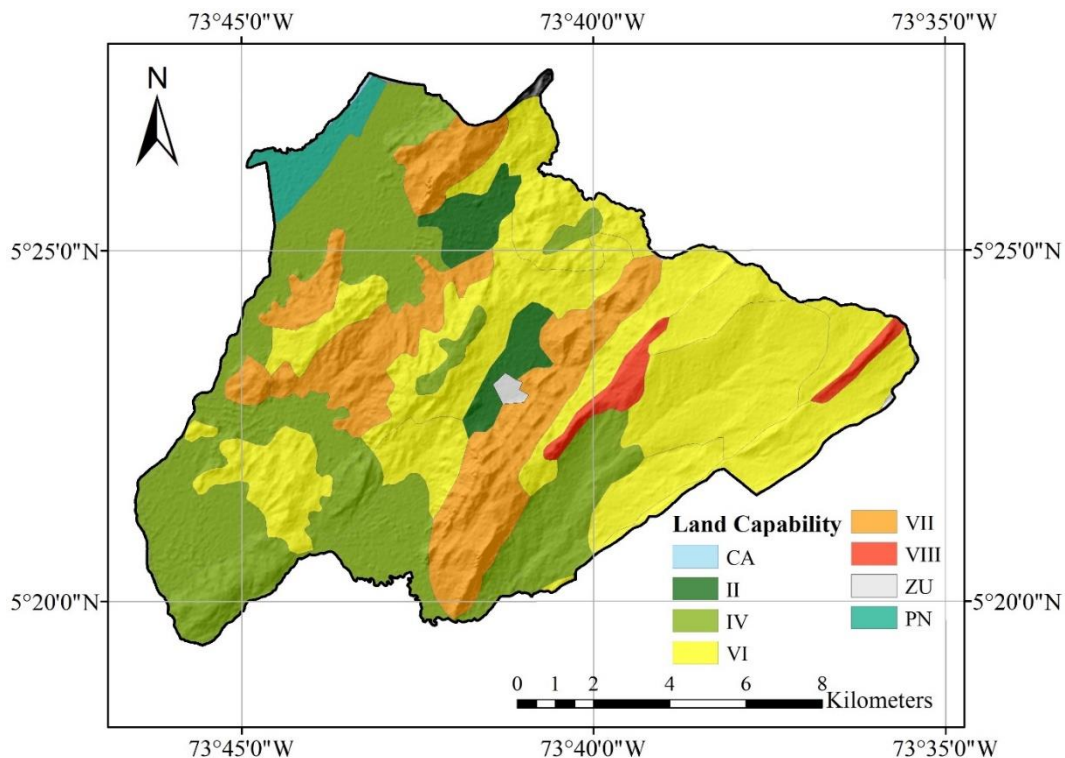 73°45'0"W 73°40'0"W 73°35'0"W
N
5°25'0"N 5°25'0"N
Land Capability
CA
II
IV
VI
VII
VIII
ZU
PN
5°20'0"N 5°20'0"N
0 1 2 4 6 8
Kilometers
73°45'0"W 73°40'0"W 73°35'0"W